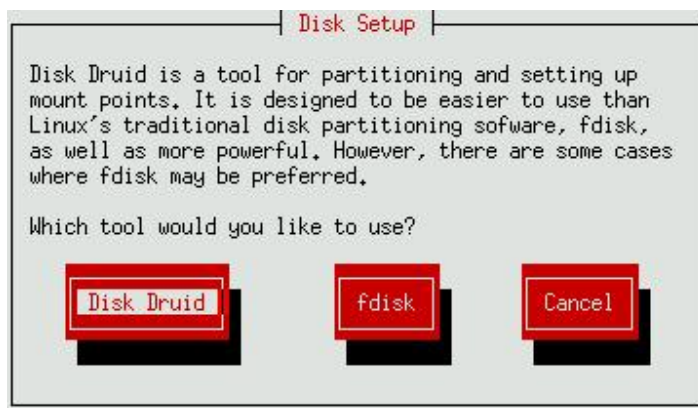 Disk Setup
Disk Druid is a tool for partitioning and setting up
mount points. It is designed to be easier to use than
Linux's traditional disk partitioning sofware, fdisk,
as well as more powerful. However, there are some cases
where fdisk may be preferred.
Which tool would you like to use?
Disk Druid fdisk Cancel